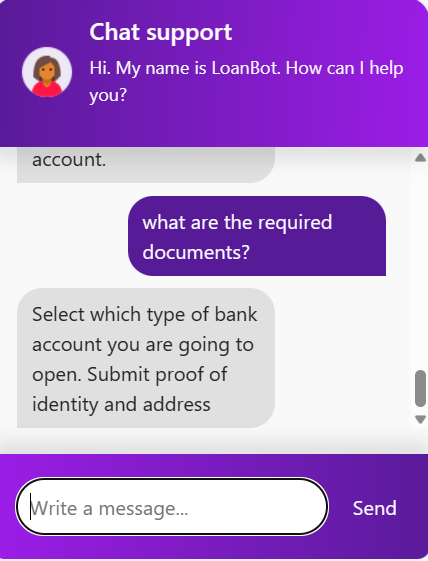 Chat support
Hi. My name is LoanBot. How can I help
you?
account.
what are the required
documents?
Select which type of bank
account you are going to
open. Submit proof of
identity and address
Write a message...
Send